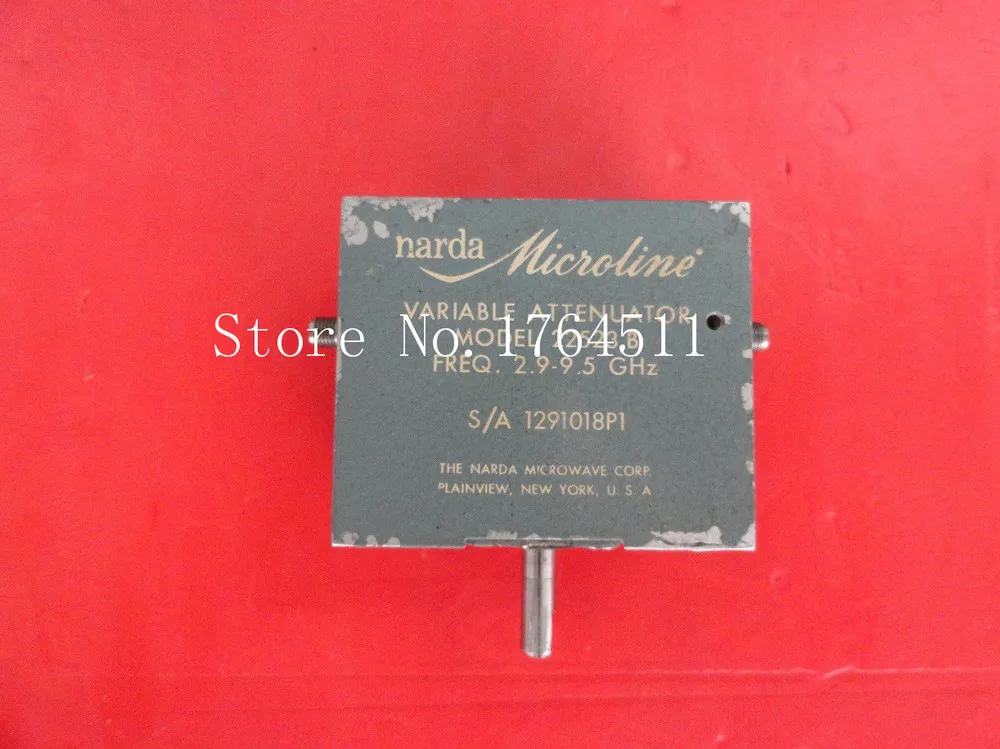 narda Microline
VARIABLE ATTENUATOR
Store No. 1764511
MODEL
FREQ. 2.9-9.5 GHz
S/A 1291018P1
THE NARDA MICROWAVE CORP.
PLAINVIEW, NEW YORK, U. S. A